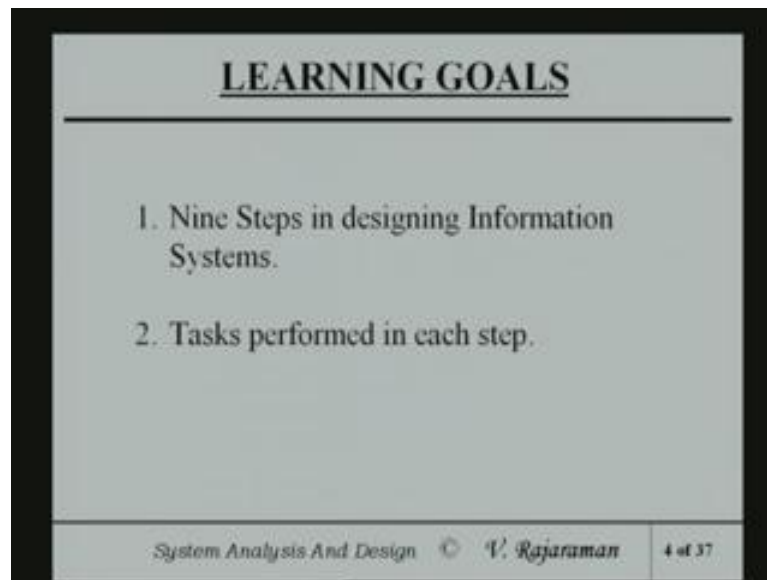 LEARNING GOALS
1. Nine Steps in designing Information
Systems.
2. Tasks performed in each step.
System Analysis And Design © V. Rajaraman 4 of 37